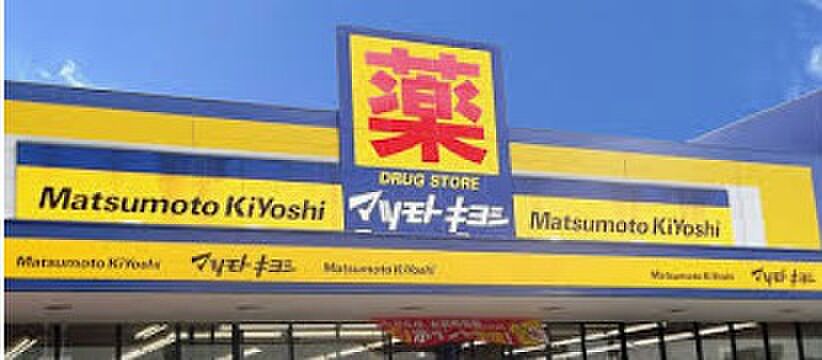 薬
DRUG STORE
Matsumoto KiYoshi
マツモトキヨシ
Matsumoto KiYoshi
Matsumoto KiYoshi
マツモトキヨシ
Matsumoto KiYoshi
Matsumoto KiYoshi
マツモトキヨシ